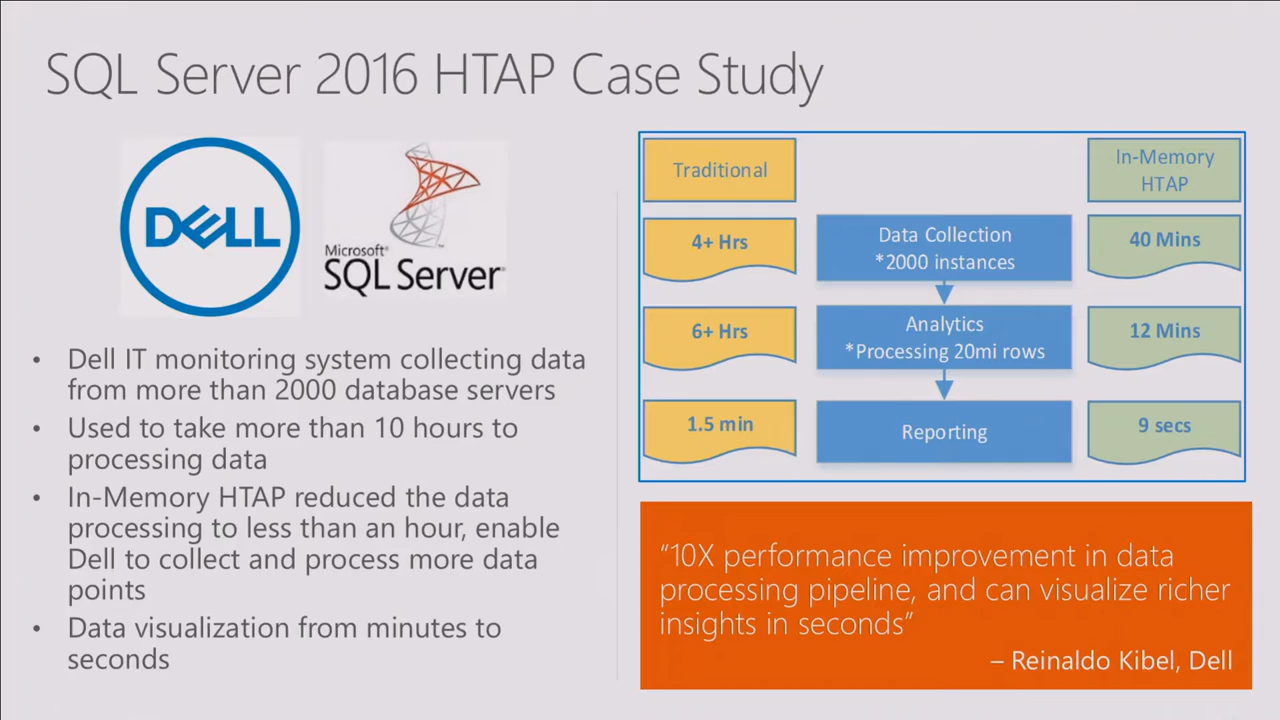 SQL Server 2016 HTAP Case Study
DELL
Microsoft®
SQL Server®
• Dell IT monitoring system collecting data
from more than 2000 database servers
• Used to take more than 10 hours to
processing data
• In-Memory HTAP reduced the data
processing to less than an hour, enable
Dell to collect and process more data
points
• Data visualization from minutes to
seconds
Traditional
In-Memory
HTAP
4+ Hrs
Data Collection
*2000 instances
40 Mins
6+ Hrs
Analytics
*Processing 20mi rows
12 Mins
1.5 min
Reporting
9 secs
“10X performance improvement in data
processing pipeline, and can visualize richer
insights in seconds”
– Reinaldo Kibel, Dell